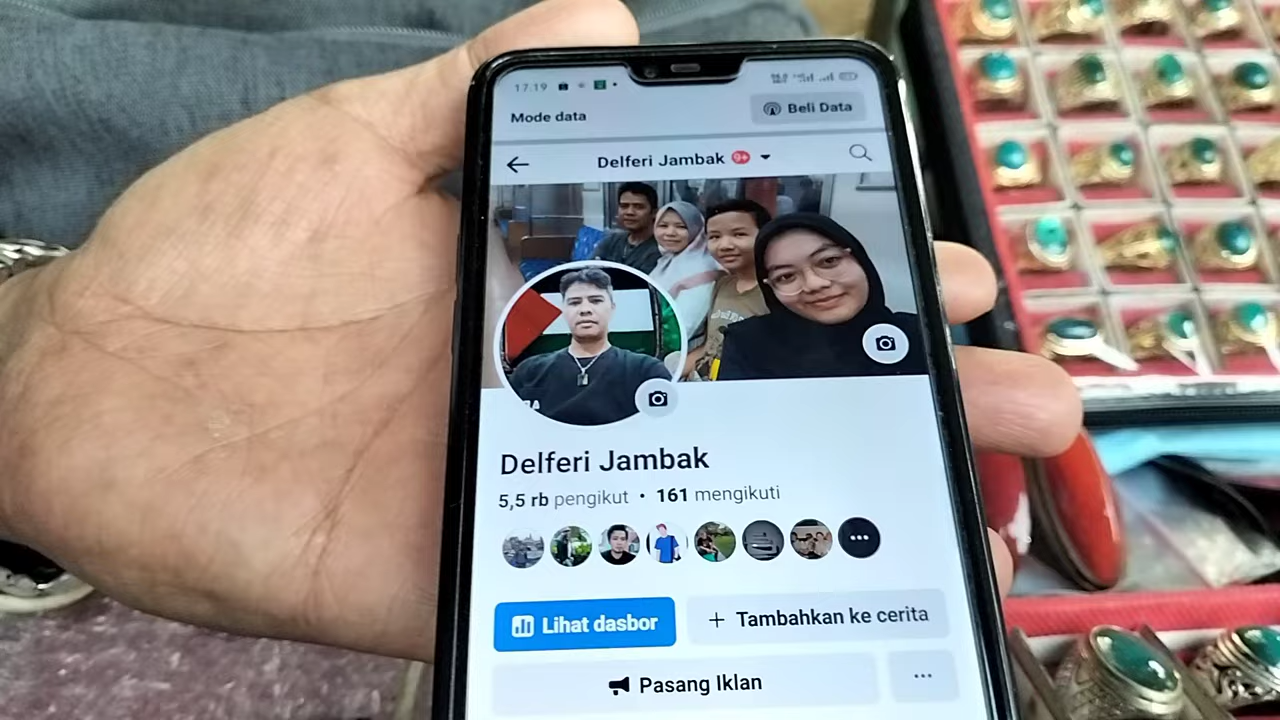 17.19
Mode data
Beli Data
Delferi Jambak 9+
Delferi Jambak
5,5 rb pengikut • 161 mengikuti
Lihat dasbor
+ Tambahkan ke cerita
Pasang Iklan